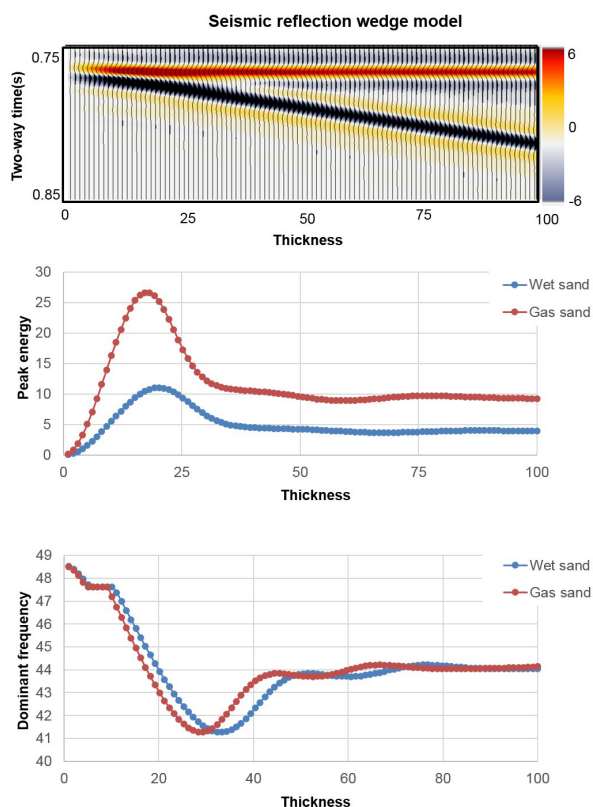 Seismic reflection wedge model
Two-way time(s)
0.75
0.85
6
0
-6
0 25 50 75 100
Thickness
Peak energy
30
25
20
15
10
5
0
Wet sand
Gas sand
0 25 50 75 100
Thickness
Dominant frequency
49
48
47
46
45
44
43
42
41
40
Wet sand
Gas sand
0 20 40 60 80 100
Thickness